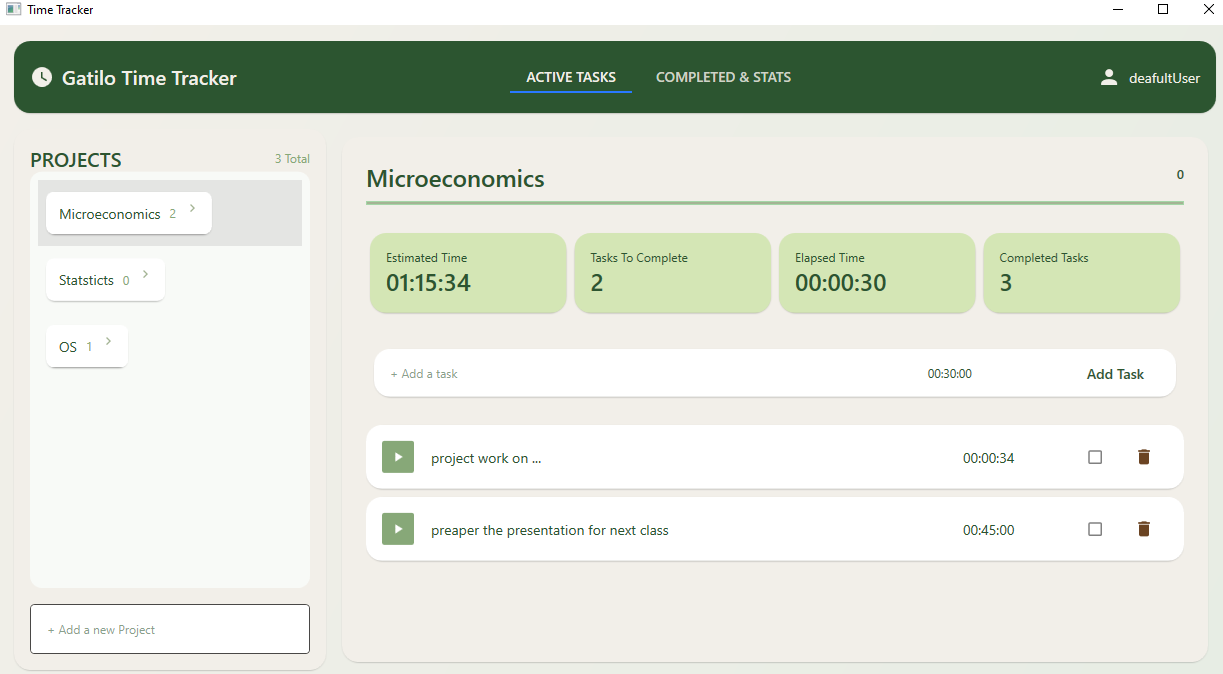 Time Tracker
Gatilo Time Tracker
ACTIVE TASKS
COMPLETED & STATS
deafultUser
PROJECTS
3 Total
Microeconomics 2
Statsticts 0
OS 1
+ Add a new Project
Microeconomics
0
Estimated Time
01:15:34
Tasks To Complete
2
Elapsed Time
00:00:30
Completed Tasks
3
+ Add a task
00:30:00
Add Task
project work on ...
00:00:34
preaper the presentation for next class
00:45:00